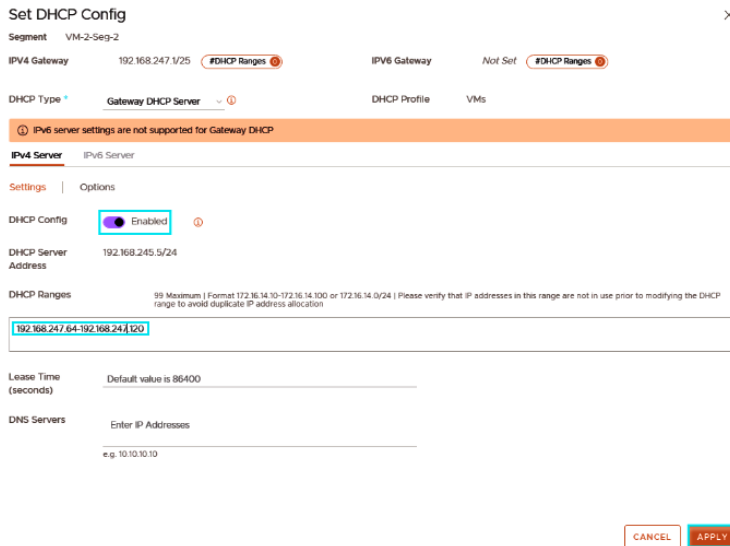 Set DHCP Config
Segment VM-2-Seg-2
IPV4 Gateway 192.168.247.1/25 #DHCP Ranges 0 IPV6 Gateway Not Set #DHCP Ranges 0
DHCP Type * Gateway DHCP Server DHCP Profile VMs
IPv6 server settings are not supported for Gateway DHCP
IPv4 Server IPv6 Server
Settings | Options
DHCP Config Enabled
DHCP Server Address 192.168.245.5/24
DHCP Ranges 99 Maximum | Format 172.16.14.10-172.16.14.100 or 172.16.14.0/24 | Please verify that IP addresses in this range are not in use prior to modifying the DHCP
range to avoid duplicate IP address allocation
192.168.247.64-192.168.247.120
Lease Time (seconds) Default value is 86400
DNS Servers Enter IP Addresses
e.g. 10.10.10.10
CANCEL APPLY